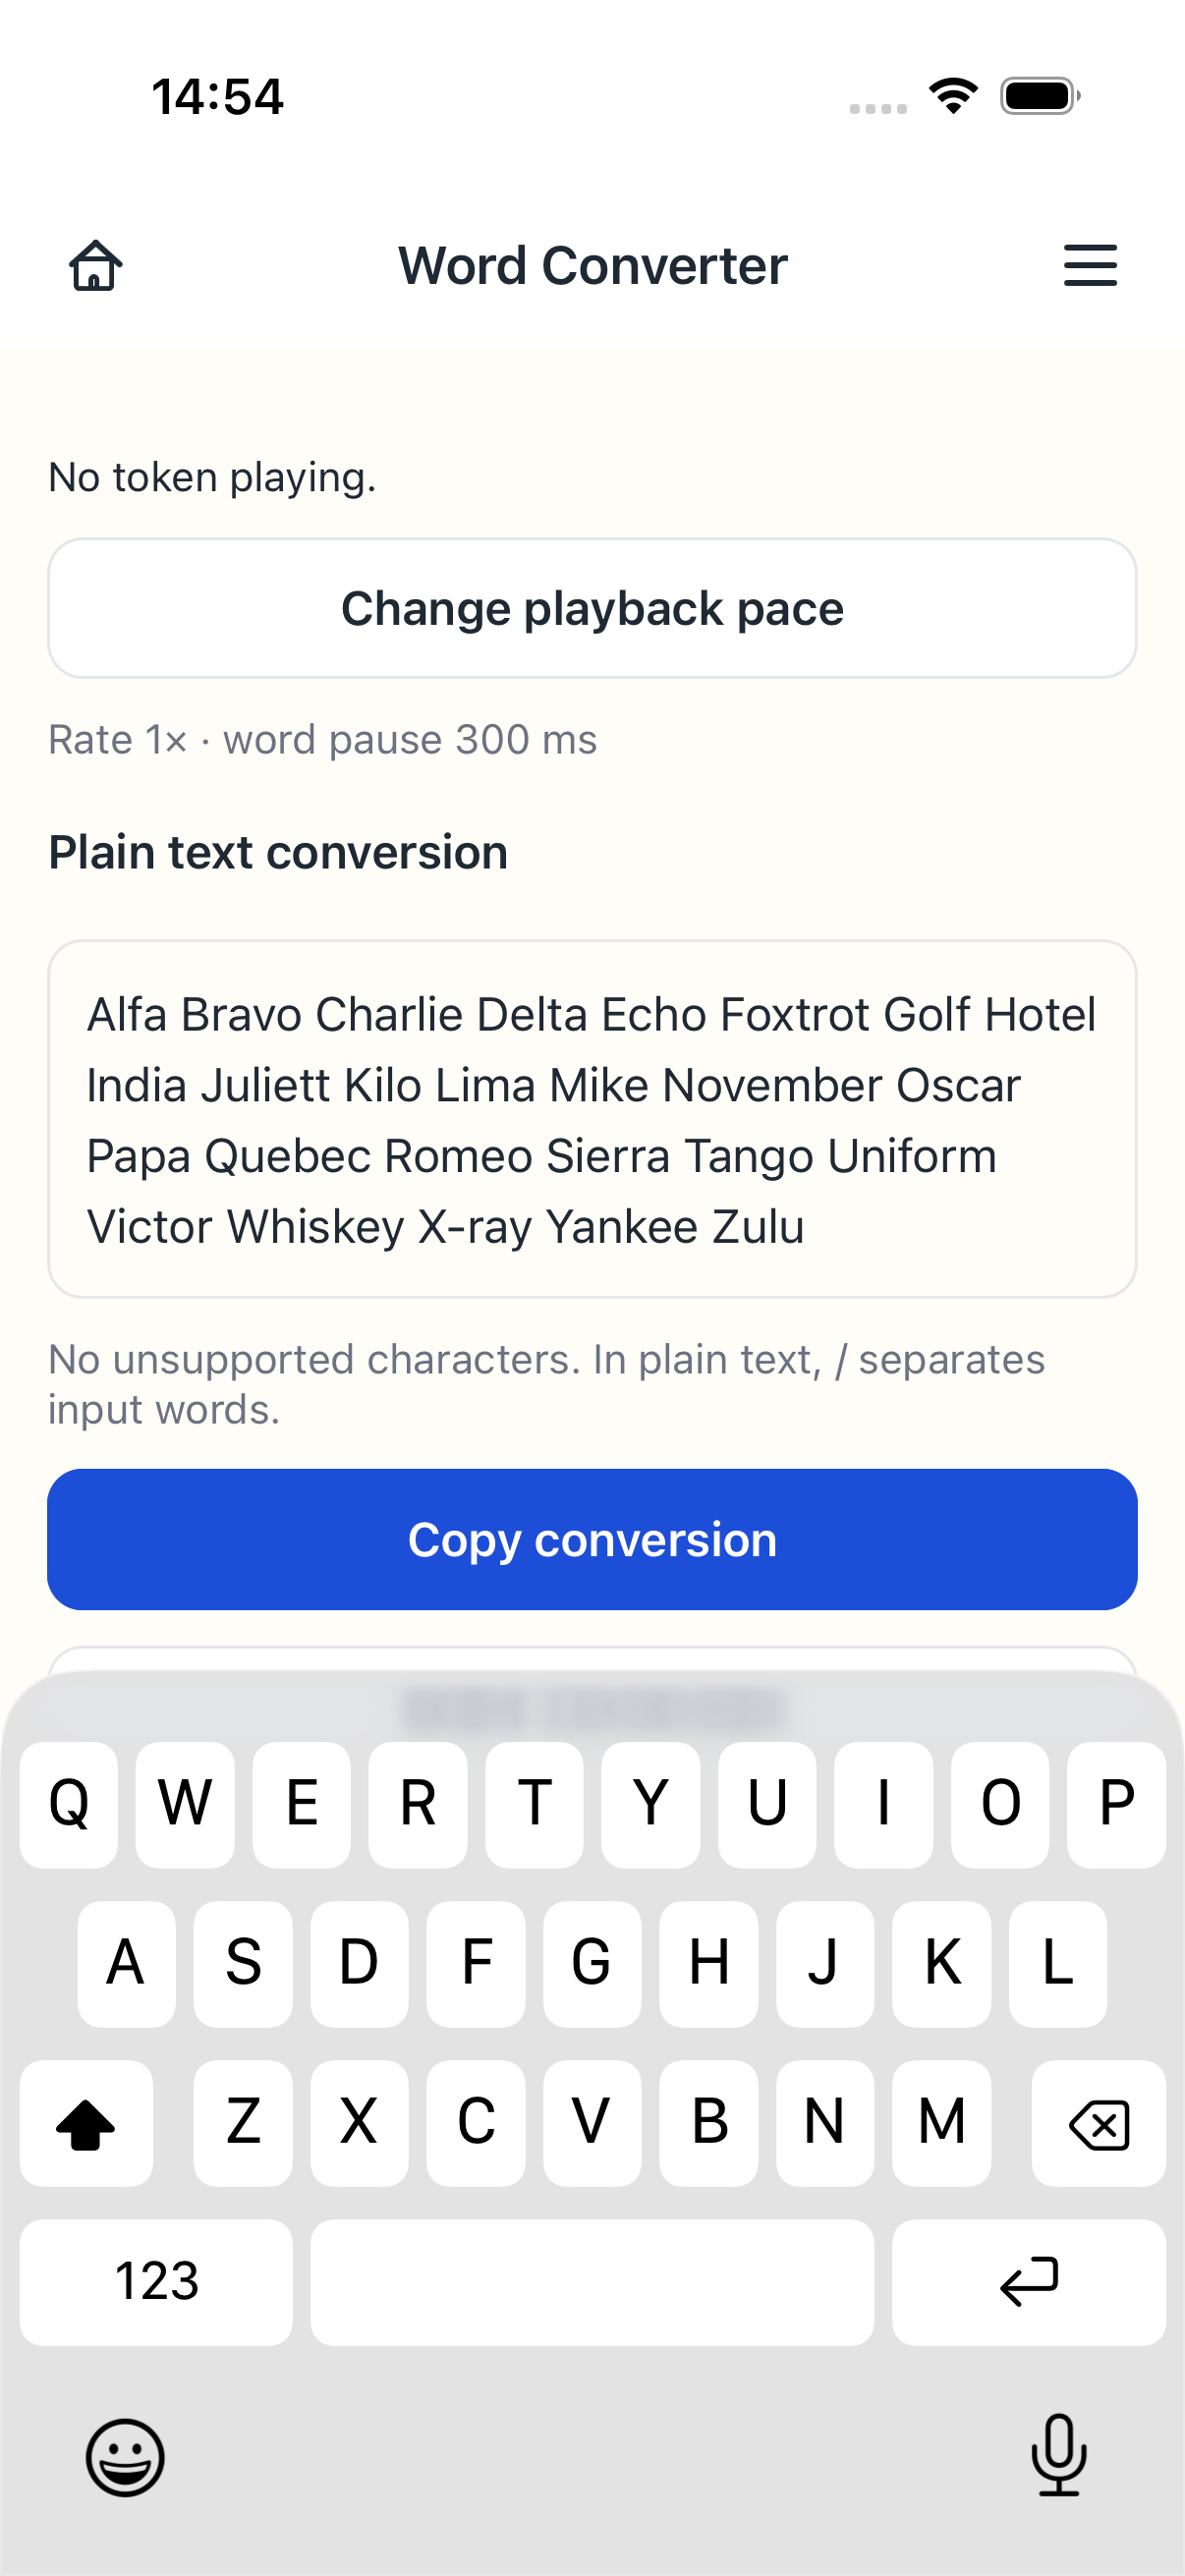 14:54
Word Converter
No token playing.
Change playback pace
Rate 1× · word pause 300 ms
Plain text conversion
Alfa Bravo Charlie Delta Echo Foxtrot Golf Hotel
India Juliett Kilo Lima Mike November Oscar
Papa Quebec Romeo Sierra Tango Uniform
Victor Whiskey X-ray Yankee Zulu
No unsupported characters. In plain text, / separates
input words.
Copy conversion
Q W E R T Y U I O P
A S D F G H J K L
Z X C V B N M
123